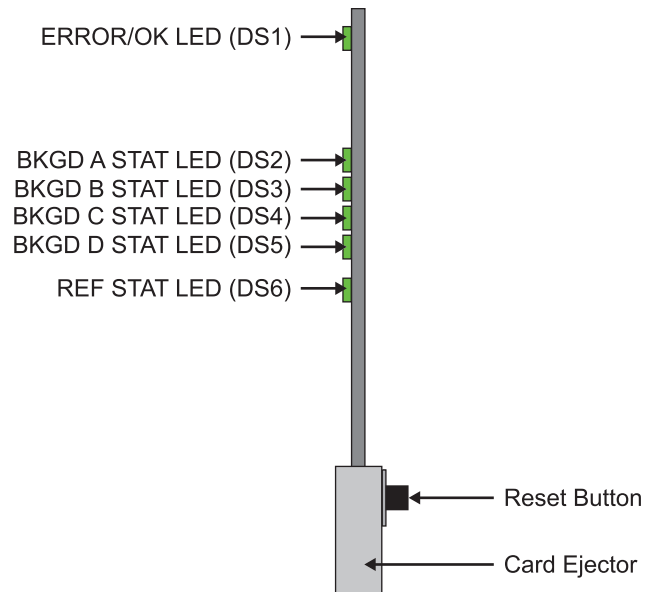 ERROR/OK LED (DS1)
BKGD A STAT LED (DS2)
BKGD B STAT LED (DS3)
BKGD C STAT LED (DS4)
BKGD D STAT LED (DS5)
REF STAT LED (DS6)
Reset Button
Card Ejector